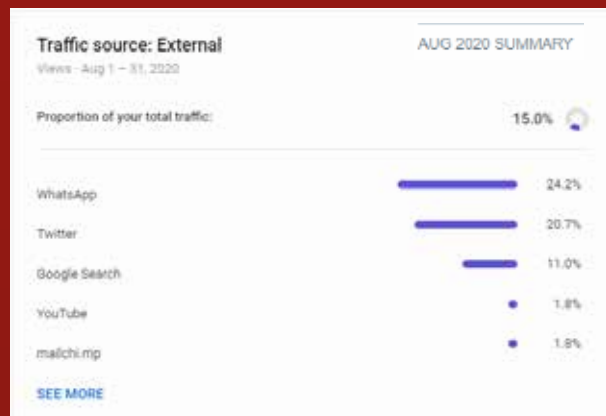 Traffic source: External
AUG 2020 SUMMARY
Views · Aug 1 – 31, 2020
Proportion of your total traffic:
15.0%
WhatsApp 24.2%
Twitter 20.7%
Google Search 11.0%
YouTube 1.8%
mailchi.mp 1.8%
SEE MORE